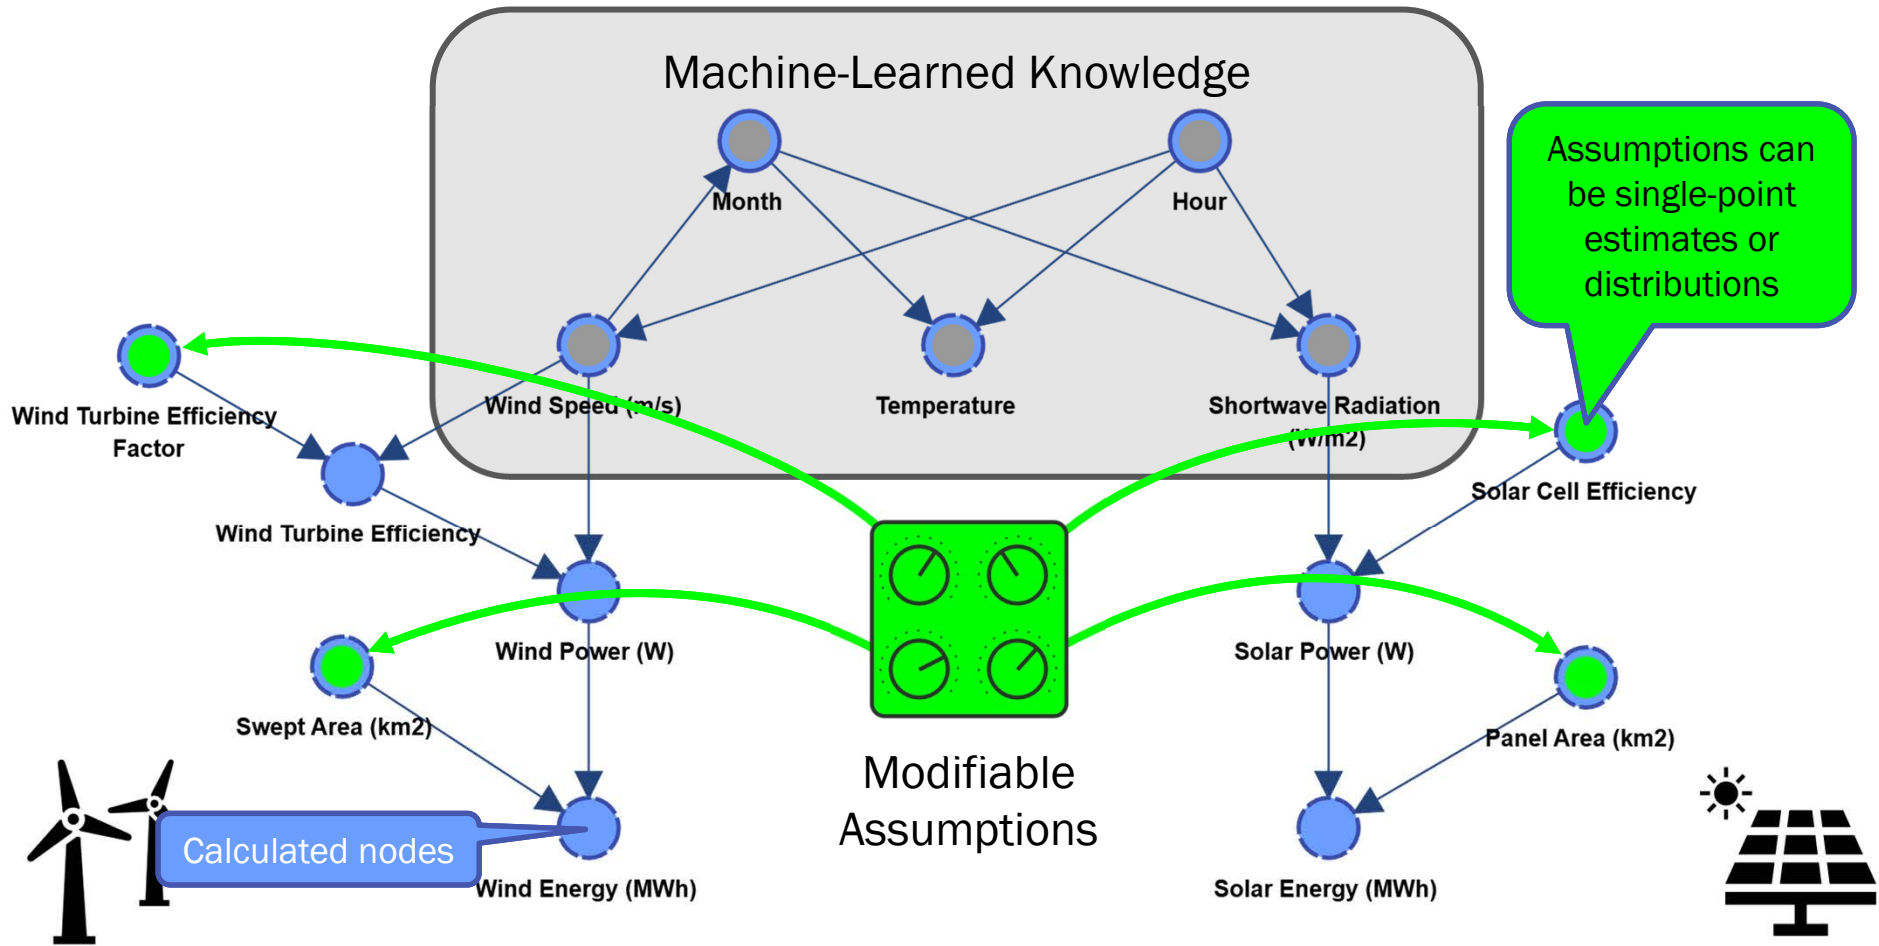 Machine-Learned Knowledge
Month
Hour
Assumptions can
be single-point
estimates or
distributions
Wind Turbine Efficiency
Factor
Wind Speed (m/s)
Temperature
Shortwave Radiation
(W/m2)
Solar Cell Efficiency
Wind Turbine Efficiency
Wind Power (W)
Solar Power (W)
Swept Area (km2)
Panel Area (km2)
Modifiable
Assumptions
Calculated nodes
Wind Energy (MWh)
Solar Energy (MWh)